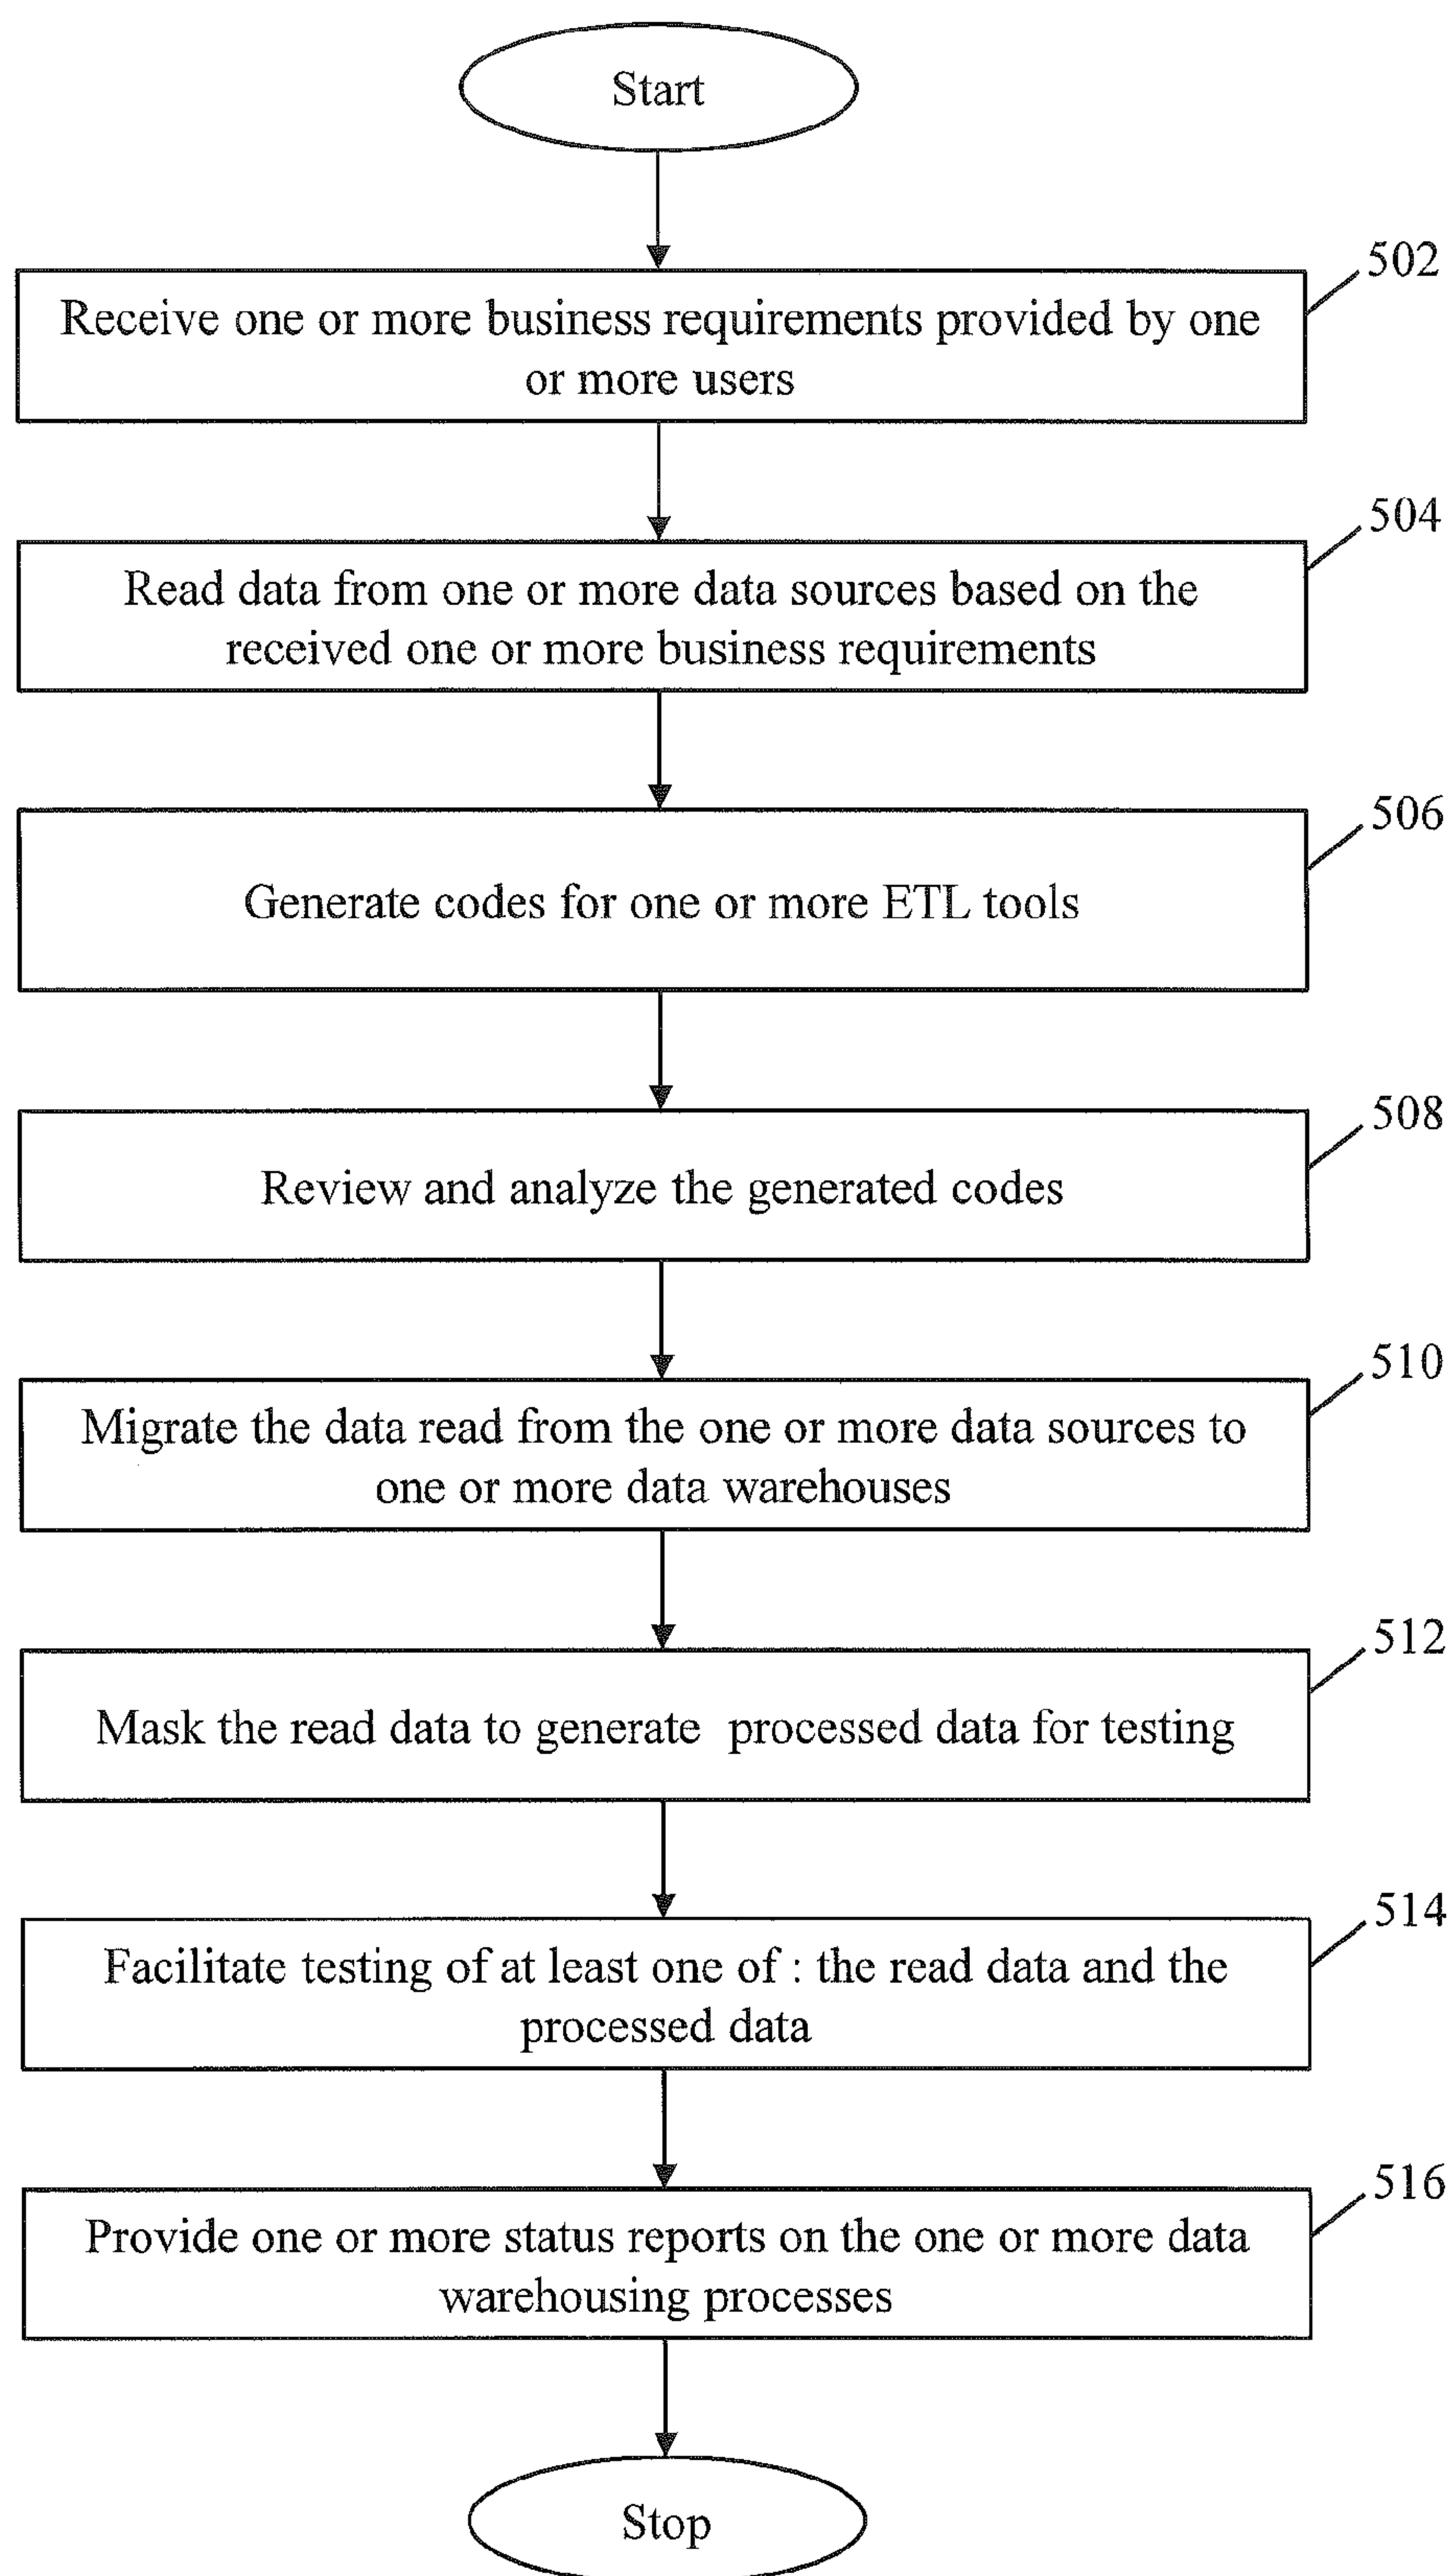 Start
502
Receive one or more business requirements provided by one
or more users
504
Read data from one or more data sources based on the
received one or more business requirements
506
Generate codes for one or more ETL tools
508
Review and analyze the generated codes
510
Migrate the data read from the one or more data sources to
one or more data warehouses
512
Mask the read data to generate processed data for testing
514
Facilitate testing of at least one of : the read data and the
processed data
516
Provide one or more status reports on the one or more data
warehousing processes
Stop